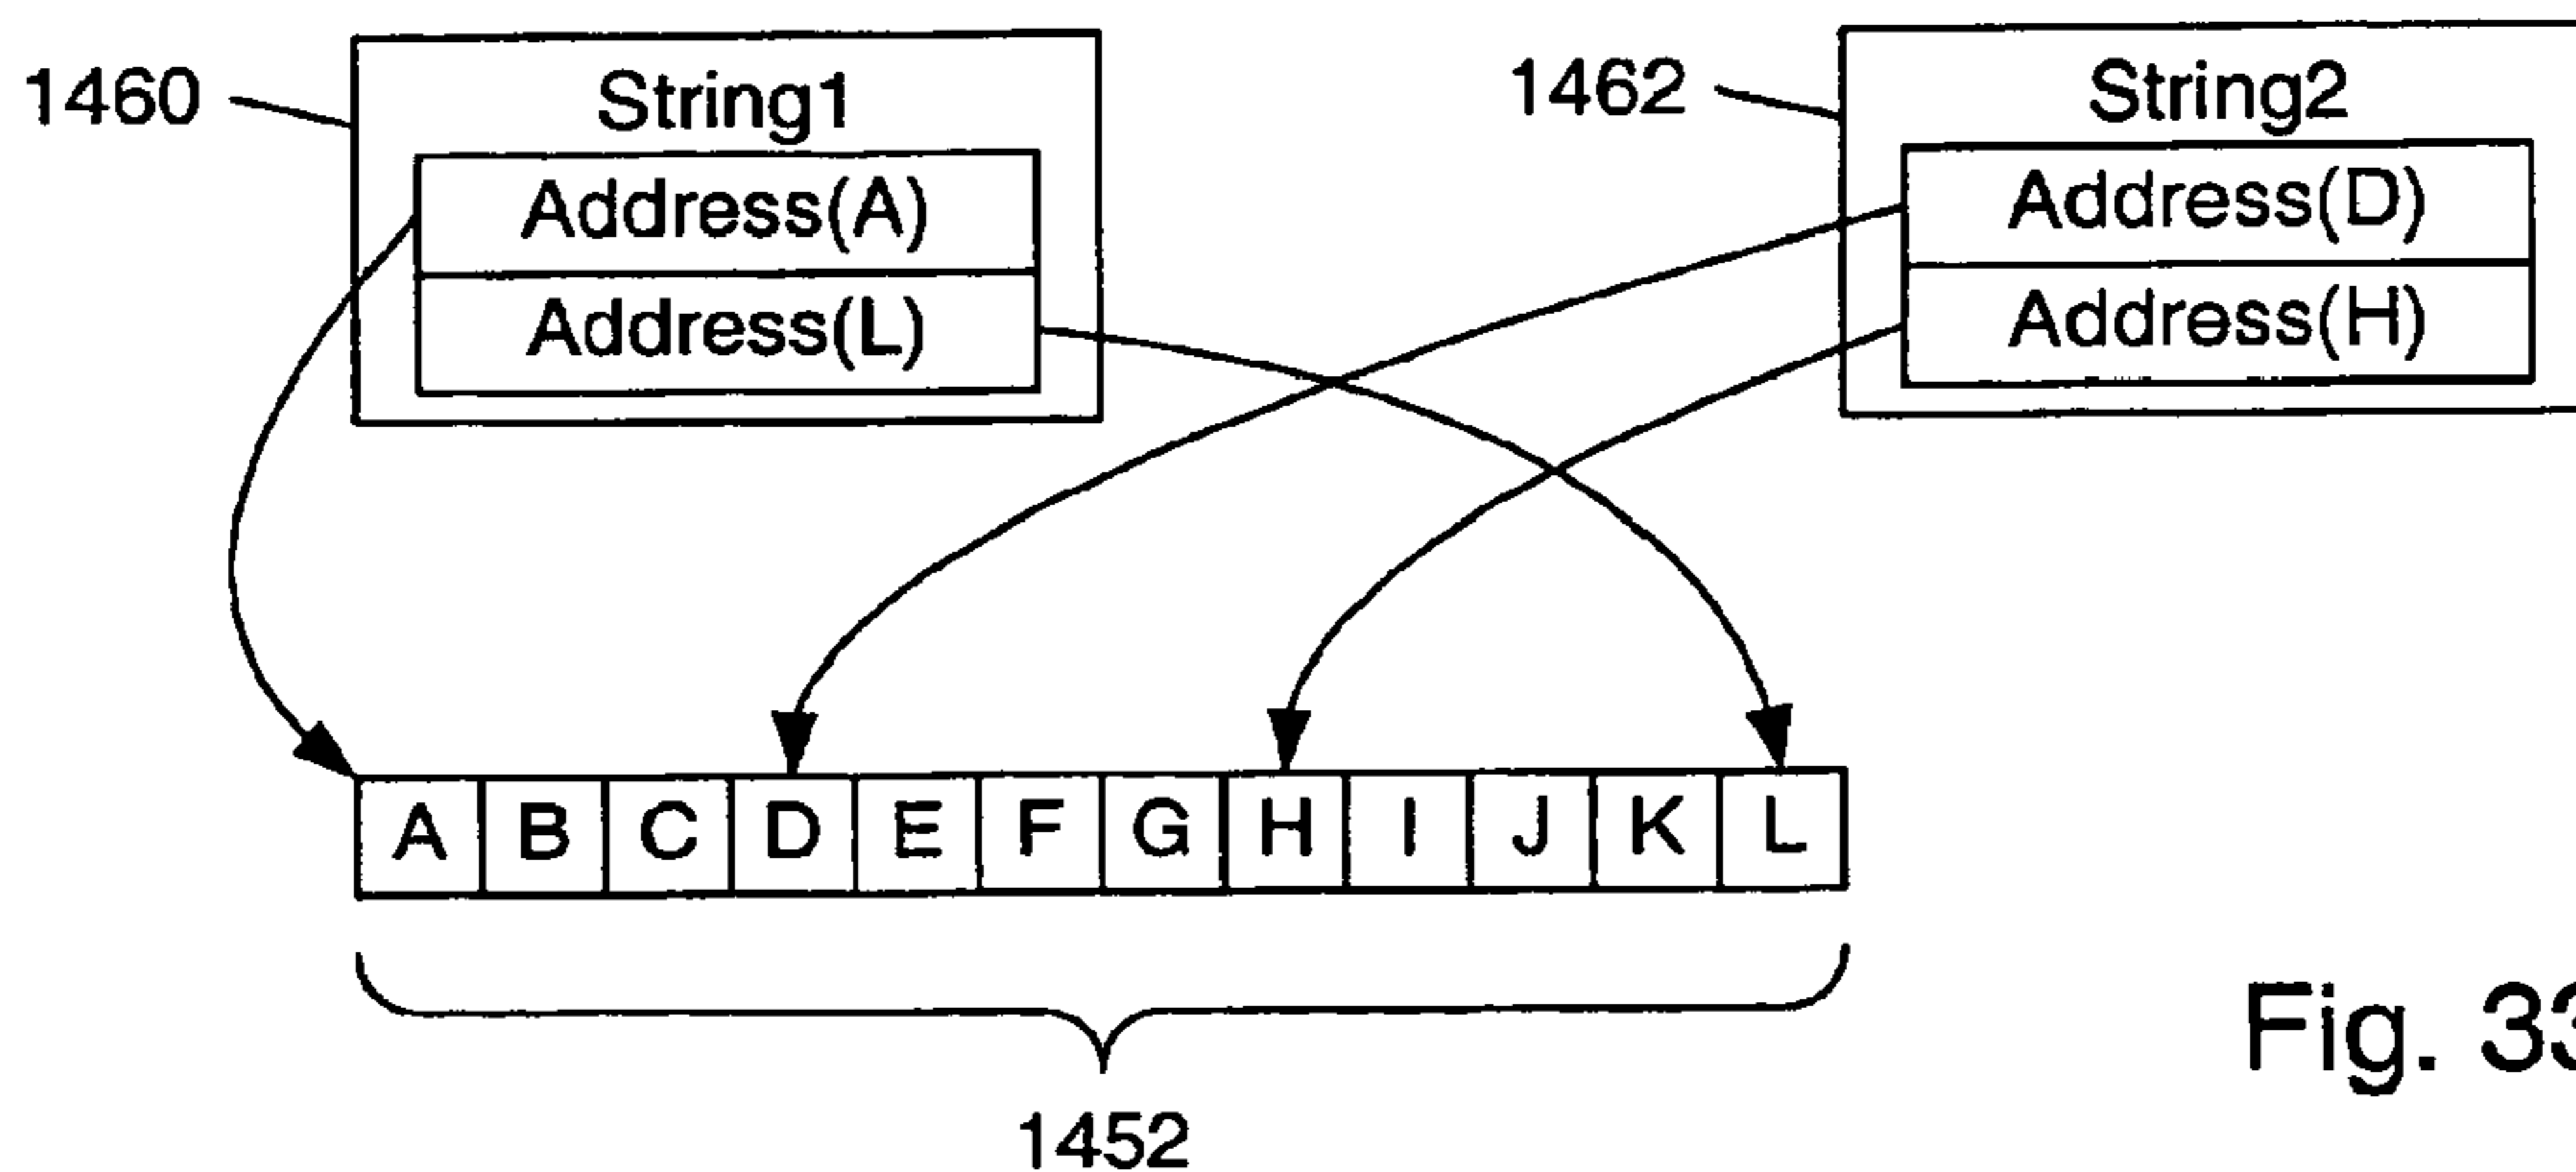 1460 String1
Address(A)
Address(L)
1462 String2
Address(D)
Address(H)
A B C D E F G H I J K L
1452
Fig. 33